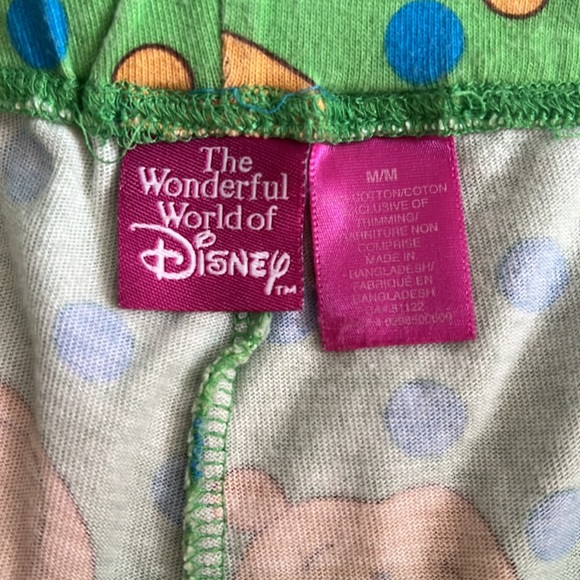 The
Wonderful
World of
Disney
TM
M/M
COTTON/COTON
EXCLUSIVE OF
TRIMMING/
GARNITURE NON
COMPRISE
MADE IN
BANGLADESH/
FABRIQUÉ EN
BANGLADESH